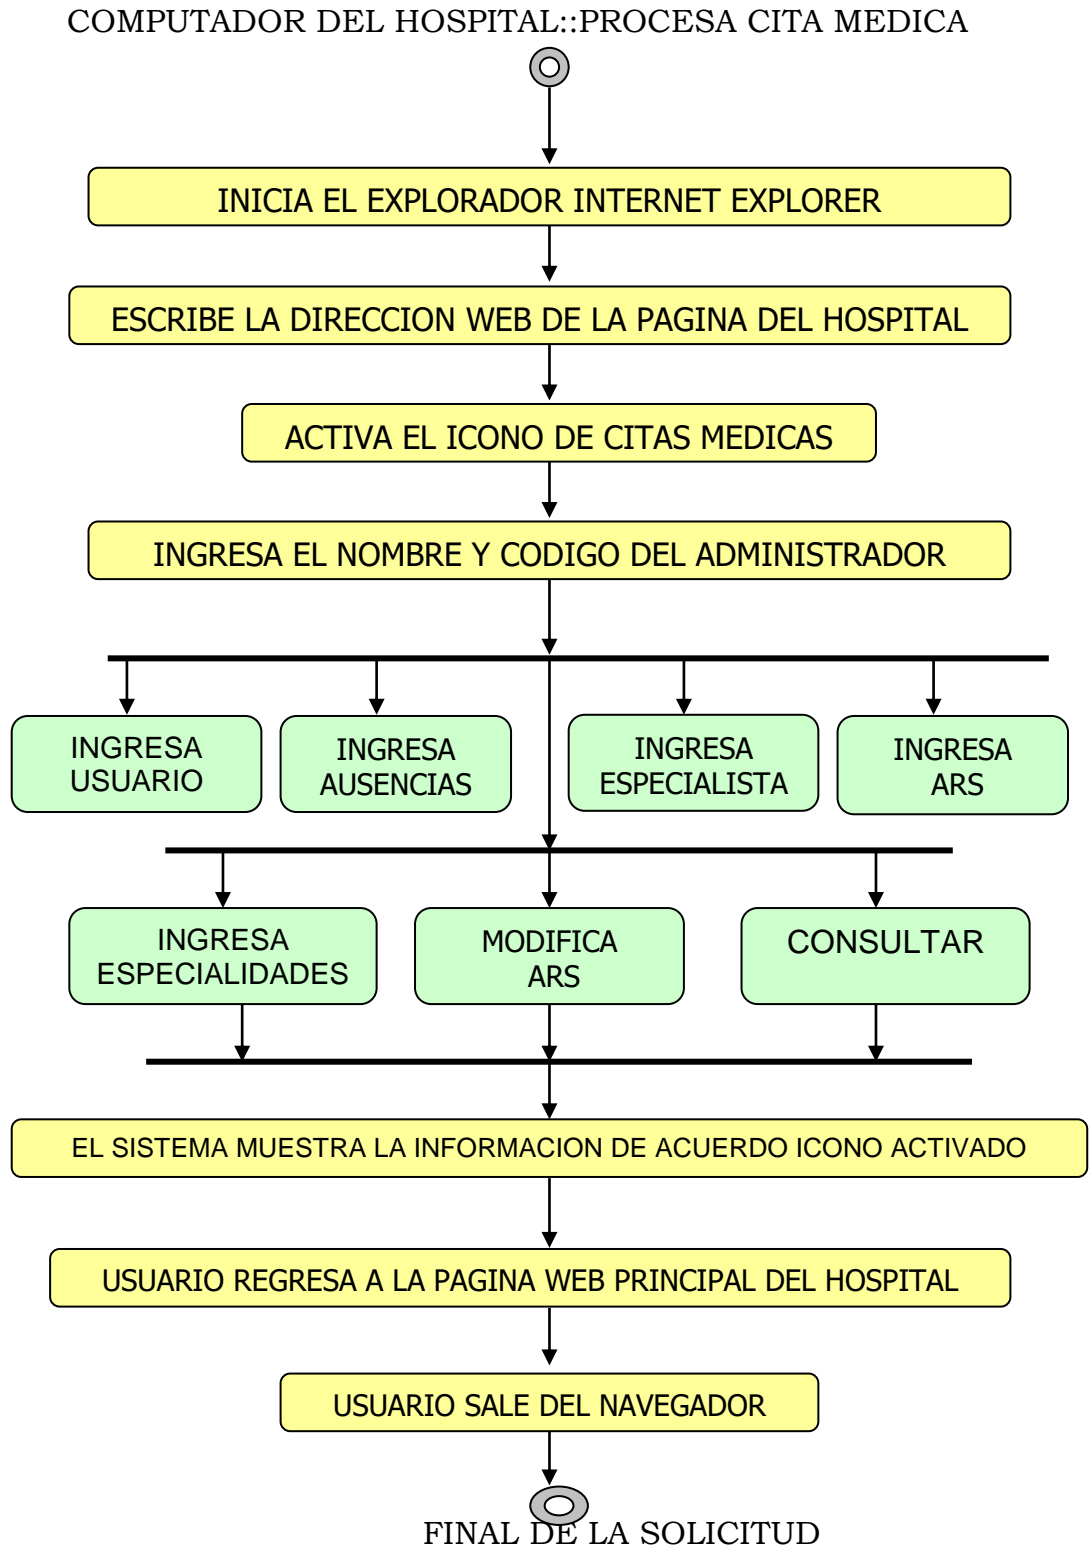 COMPUTADOR DEL HOSPITAL::PROCESA CITA MEDICA
INICIA EL EXPLORADOR INTERNET EXPLORER
ESCRIBE LA DIRECCION WEB DE LA PAGINA DEL HOSPITAL
ACTIVA EL ICONO DE CITAS MEDICAS
INGRESA EL NOMBRE Y CODIGO DEL ADMINISTRADOR
INGRESA
USUARIO
INGRESA
AUSENCIAS
INGRESA
ESPECIALISTA
INGRESA
ARS
INGRESA
ESPECIALIDADES
MODIFICA
ARS
CONSULTAR
EL SISTEMA MUESTRA LA INFORMACION DE ACUERDO ICONO ACTIVADO
USUARIO REGRESA A LA PAGINA WEB PRINCIPAL DEL HOSPITAL
USUARIO SALE DEL NAVEGADOR
FINAL DE LA SOLICITUD